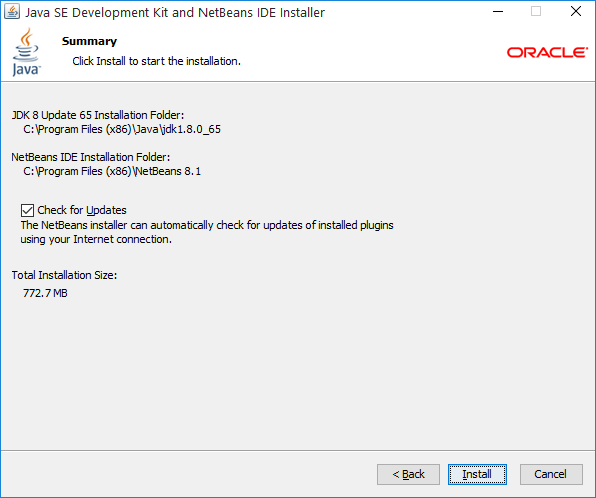 Java SE Development Kit and NetBeans IDE Installer
Summary
Click Install to start the installation.
Java™
ORACLE®
JDK 8 Update 65 Installation Folder:
C:\Program Files (x86)\Java\jdk1.8.0_65
NetBeans IDE Installation Folder:
C:\Program Files (x86)\NetBeans 8.1
Check for Updates
The NetBeans installer can automatically check for updates of installed plugins
using your Internet connection.
Total Installation Size:
772.7 MB
< Back
Install
Cancel